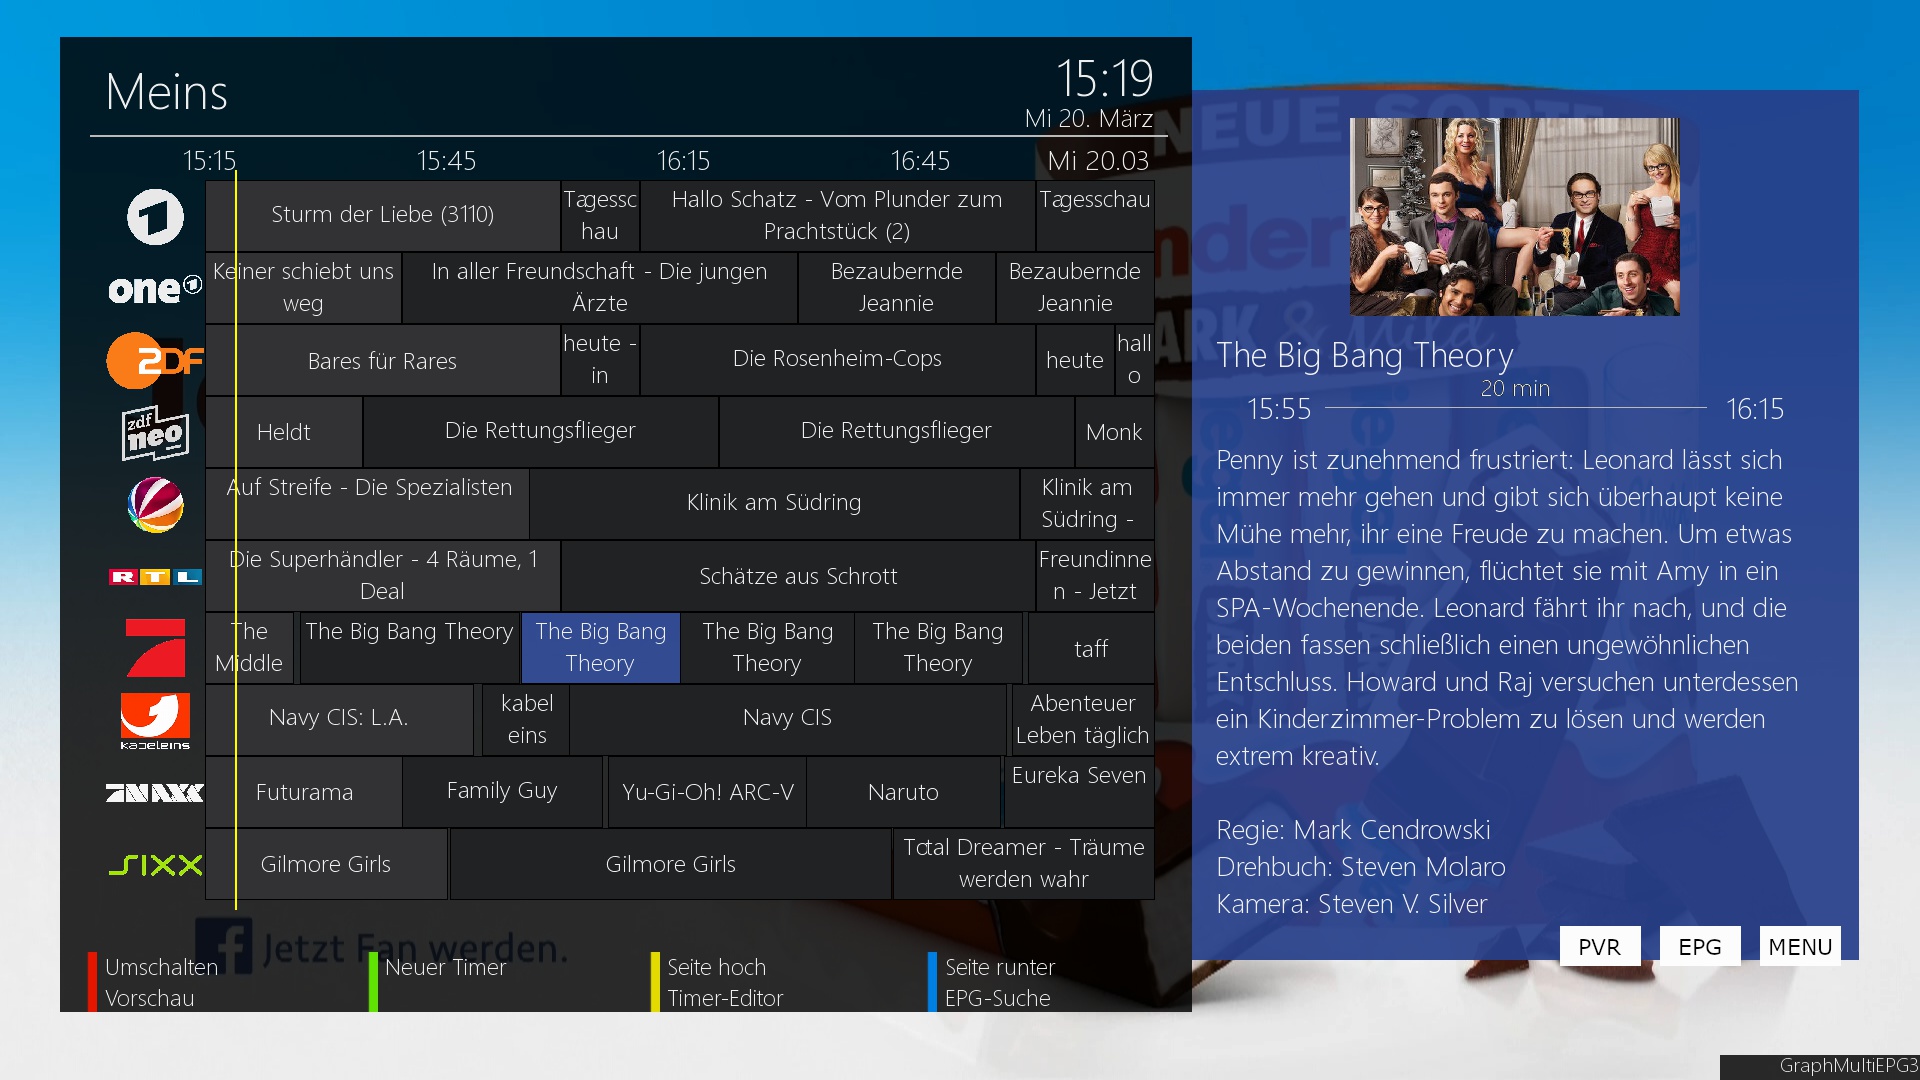 Meins
15:19
Mi 20. März
15:15 15:45 16:15 16:45 Mi 20.03
1
Sturm der Liebe (3110)
Tagessc
hau
Hallo Schatz - Vom Plunder zum
Prachtstück (2)
Tagesschau
one 1
Keiner schiebt uns
weg
In aller Freundschaft - Die jungen
Ärzte
Bezaubernde
Jeannie
Bezaubernde
Jeannie
2DF
Bares für Rares
heute -
in
Die Rosenheim-Cops
heute
hall
o
zdf
neo
Heldt
Die Rettungsflieger
Die Rettungsflieger
Monk
Auf Streife - Die Spezialisten
Klinik am Südring
Klinik am
Südring -
RTL
Die Superhändler - 4 Räume, 1
Deal
Schätze aus Schrott
Freundinne
n - Jetzt
The
Middle
The Big Bang Theory
The Big Bang
Theory
The Big Bang
Theory
The Big Bang
Theory
taff
kabeleins
Navy CIS: L.A.
kabel
eins
Navy CIS
Abenteuer
Leben täglich
MAXX
Futurama
Family Guy
Yu-Gi-Oh! ARC-V
Naruto
Eureka Seven
sixx
Gilmore Girls
Gilmore Girls
Total Dreamer - Träume
werden wahr
f Jetzt Fan werden.
Umschalten
Vorschau
Neuer Timer
Seite hoch
Timer-Editor
Seite runter
EPG-Suche
NEUE SORTE
The Big Bang Theory
20 min
15:55 16:15
Penny ist zunehmend frustriert: Leonard lässt sich
immer mehr gehen und gibt sich überhaupt keine
Mühe mehr, ihr eine Freude zu machen. Um etwas
Abstand zu gewinnen, flüchtet sie mit Amy in ein
SPA-Wochenende. Leonard fährt ihr nach, und die
beiden fassen schließlich einen ungewöhnlichen
Entschluss. Howard und Raj versuchen unterdessen
ein Kinderzimmer-Problem zu lösen und werden
extrem kreativ.
Regie: Mark Cendrowski
Drehbuch: Steven Molaro
Kamera: Steven V. Silver
PVR EPG MENU
GraphMultiEPG3